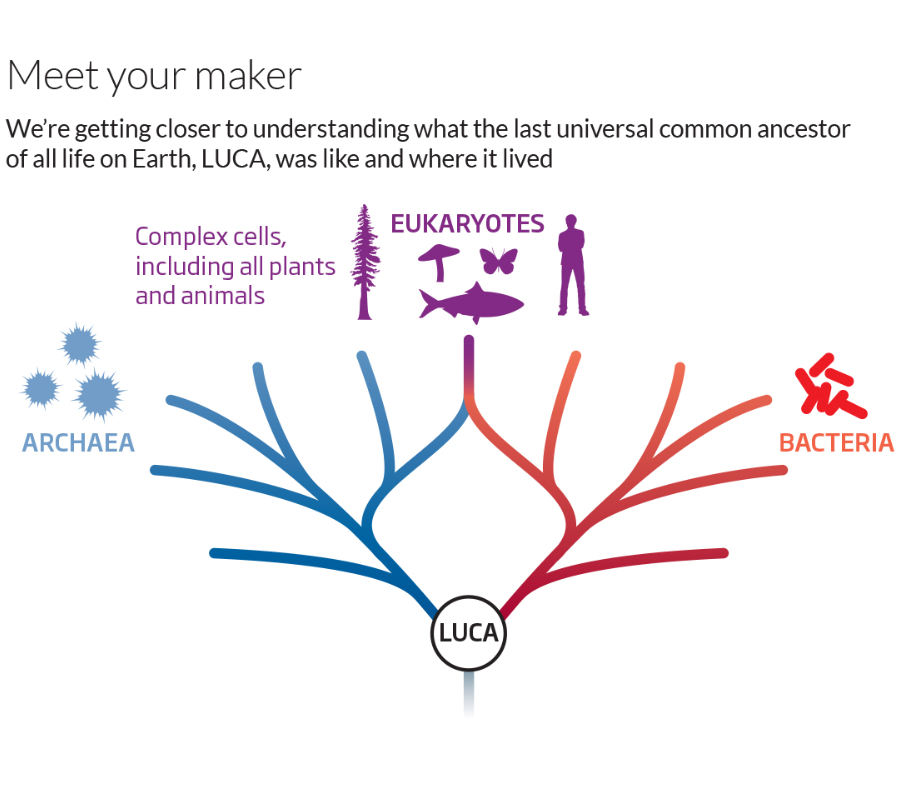 Meet your maker
We're getting closer to understanding what the last universal common ancestor
of all life on Earth, LUCA, was like and where it lived
EUKARYOTES
Complex cells,
including all plants
and animals
ARCHAEA
BACTERIA
LUCA